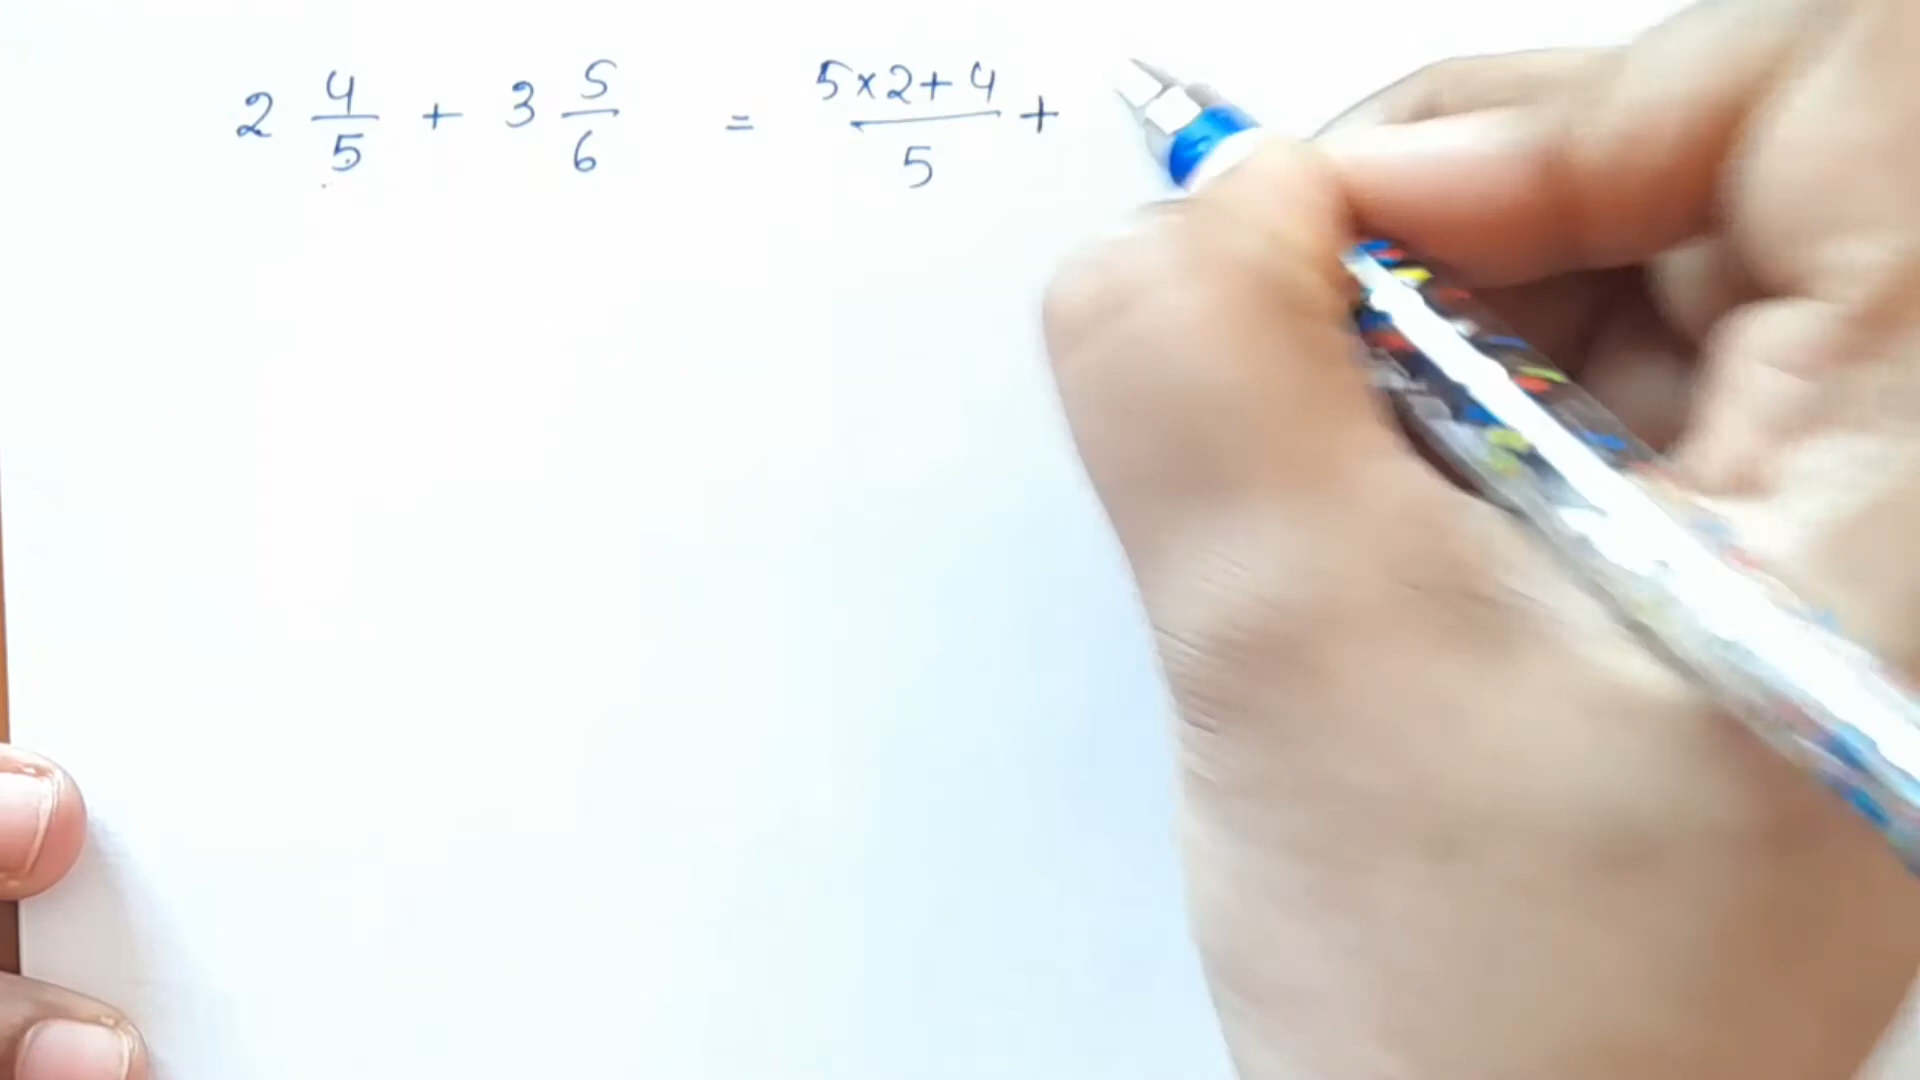 2 4/5 + 3 5/6 = 5×2+4/5 +